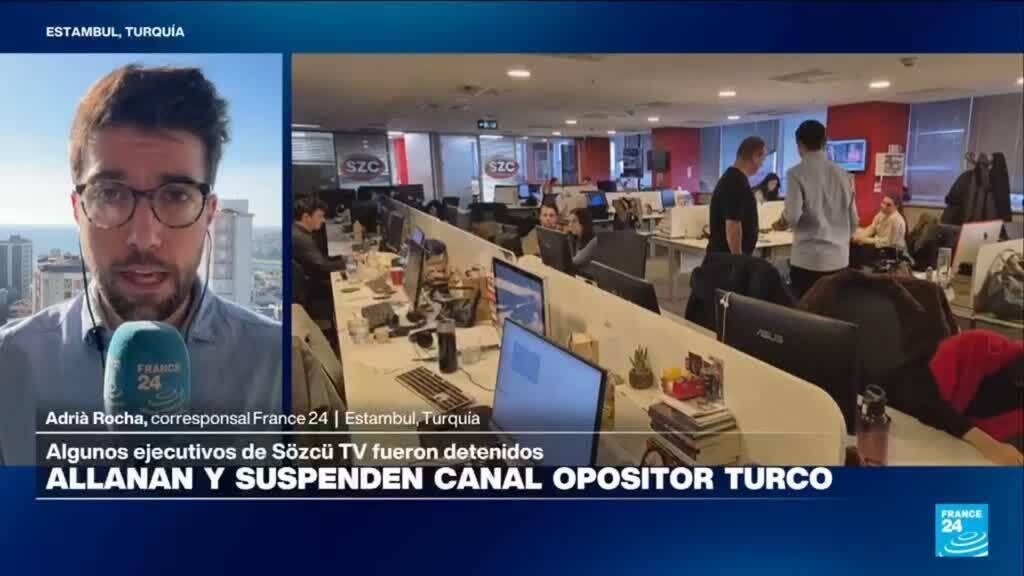 ESTAMBUL, TURQUÍA
SZC
SZC
ASUS
FRANCE
24
Adrià Rocha, corresponsal France 24 | Estambul, Turquía
Algunos ejecutivos de Sözcü TV fueron detenidos
ALLANAN Y SUSPENDEN CANAL OPOSITOR TURCO
FRANCE
24